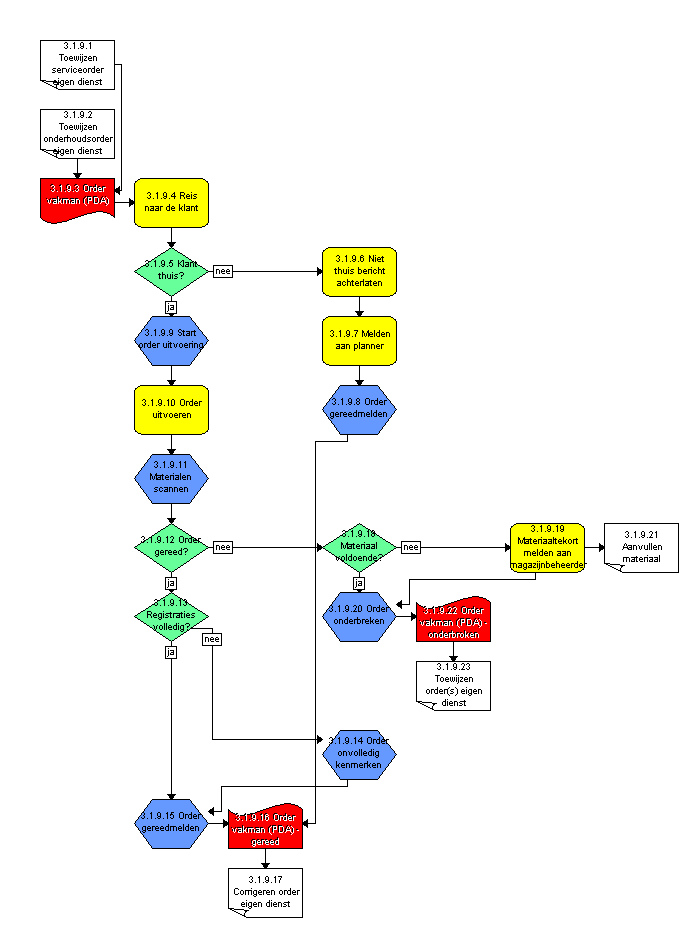 3.1.9.1
Toewijzen
serviceorder
eigen dienst
3.1.9.2
Toewijzen
onderhoudsorder
eigen dienst
3.1.9.3 Order
vakman (PDA)
3.1.9.4 Reis
naar de klant
3.1.9.5 Klant
thuis?
nee
3.1.9.6 Niet
thuis bericht
achterlaten
ja
3.1.9.9 Start
order uitvoering
3.1.9.7 Melden
aan planner
3.1.9.10 Order
uitvoeren
3.1.9.8 Order
gereedmelden
3.1.9.11
Materialen
scannen
3.1.9.12 Order
gereed?
nee
3.1.9.18
Materiaal
voldoende?
nee
3.1.9.19
Materiaaltekort
melden aan
magazijnbeheerder
3.1.9.21
Aanvullen
materiaal
ja
ja
3.1.9.13
Registraties
volledig?
nee
ja
3.1.9.20 Order
onderbreken
3.1.9.22 Order
vakman (PDA) -
onderbroken
3.1.9.23
Toewijzen
order(s) eigen
dienst
3.1.9.14 Order
onvolledig
kenmerken
3.1.9.15 Order
gereedmelden
3.1.9.16 Order
vakman (PDA) -
gereed
3.1.9.17
Corrigeren order
eigen dienst